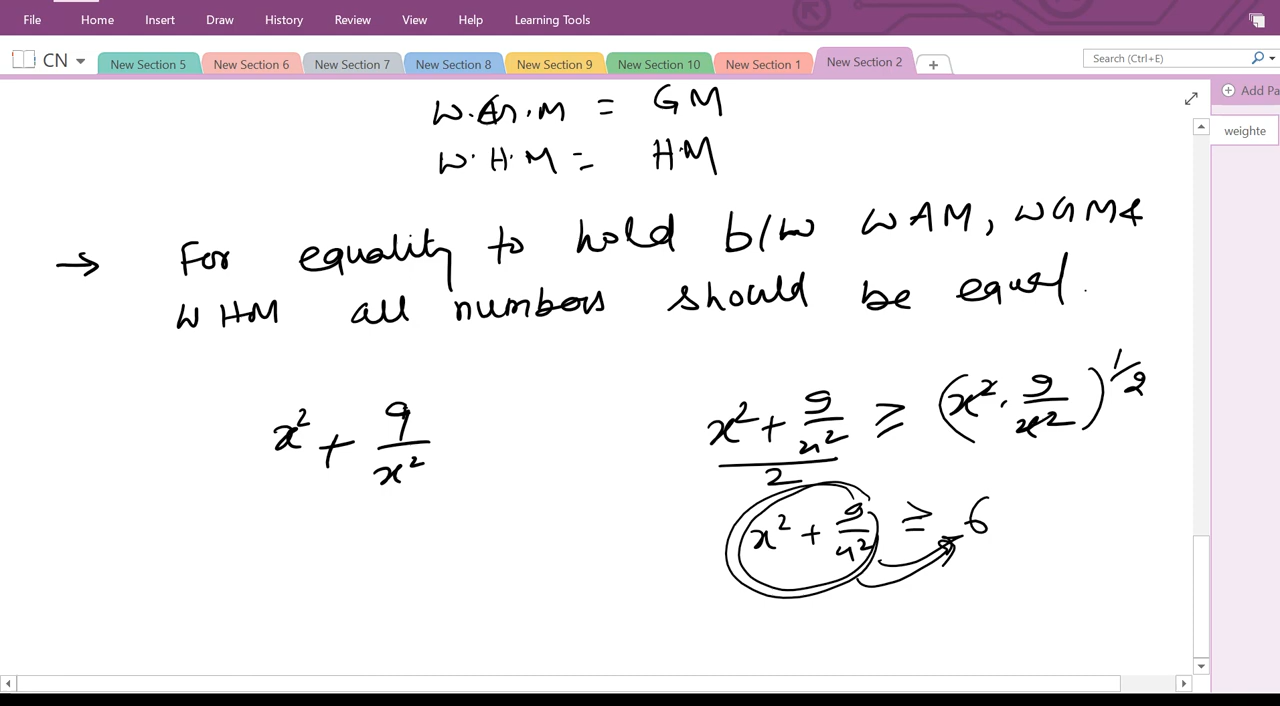 File Home Insert Draw History Review View Help Learning Tools
CN New Section 5 New Section 6 New Section 7 New Section 8 New Section 9 New Section 10 New Section 1 New Section 2 + Search (Ctrl+E)
Add Pa
weighte
W.G.M = GM
W.H.M = H.M
→ For equality to hold b/w WAM, WGM &
WHM all numbers should be equal.
x² + 9/x²
(x² + 9/x²)/2 ≥ (x² · 9/x²)^1/2
x² + 9/x² ≥ 6